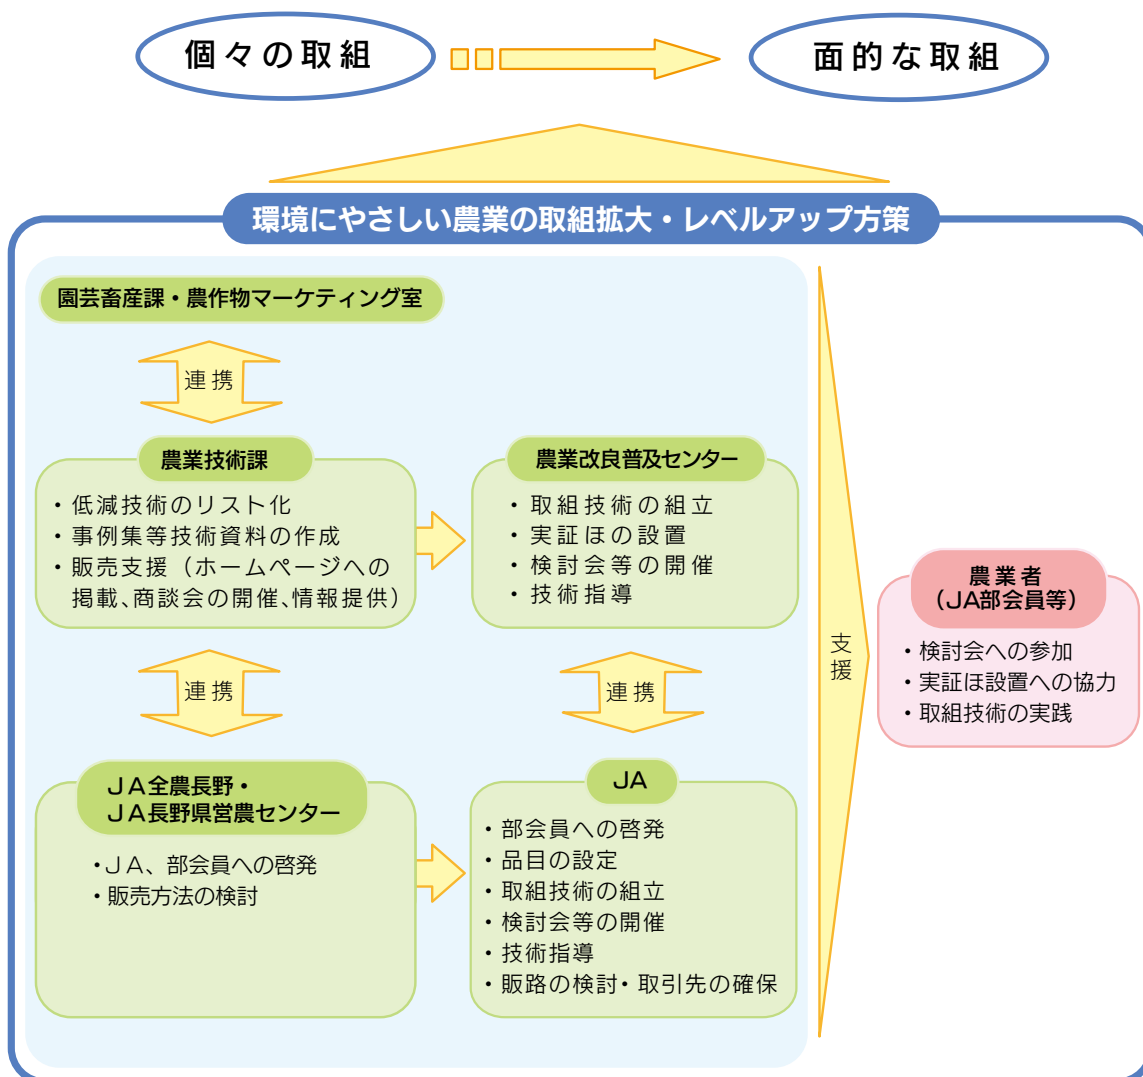 個々の取組
面的な取組
環境にやさしい農業の取組拡大・レベルアップ方策
園芸畜産課・農作物マーケティング室
連携
農業技術課
・低減技術のリスト化
・事例集等技術資料の作成
・販売支援（ホームページへの
掲載､商談会の開催､情報提供）
農業改良普及センター
・取組技術の組立
・実証ほの設置
・検討会等の開催
・技術指導
連携
連携
ＪＡ全農長野・
ＪＡ長野県営農センター
・ＪＡ、部会員への啓発
・販売方法の検討
JA
・部会員への啓発
・品目の設定
・取組技術の組立
・検討会等の開催
・技術指導
・販路の検討・取引先の確保
支援
農業者
（JA部会員等）
・検討会への参加
・実証ほ設置への協力
・取組技術の実践